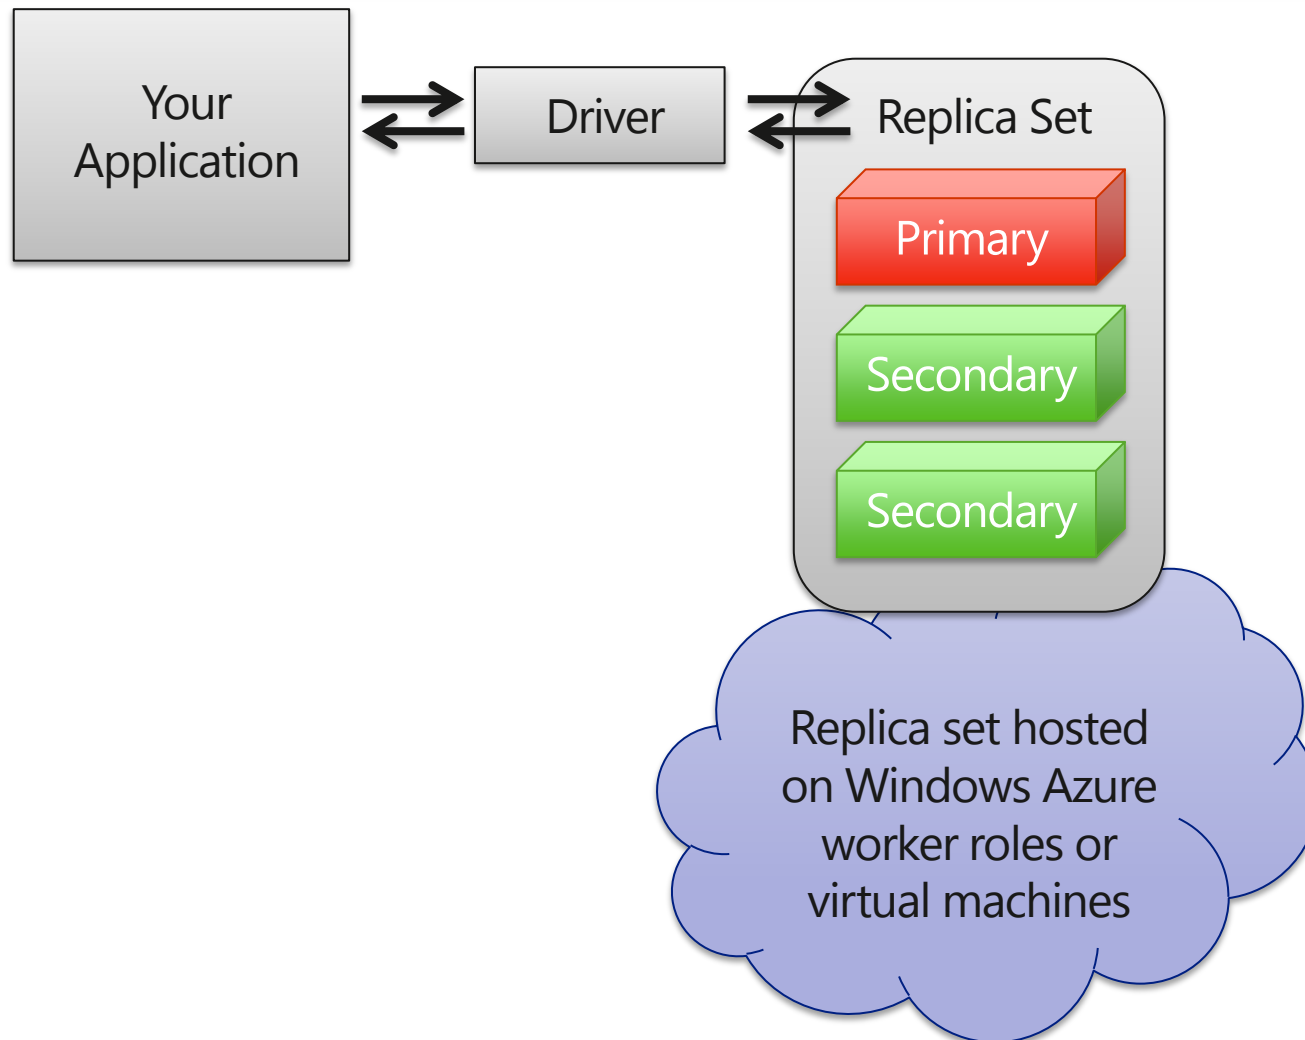 Your
Application
Driver
Replica Set
Primary
Secondary
Secondary
Replica set hosted
on Windows Azure
worker roles or
virtual machines